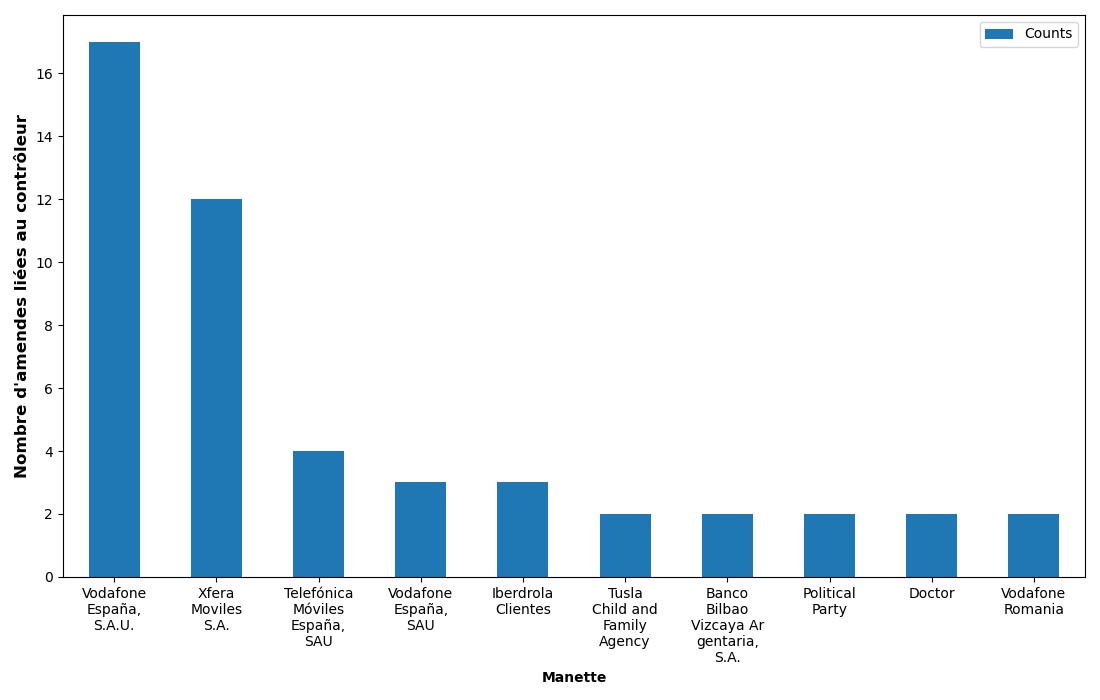 Counts
Nombre d'amendes liées au contrôleur
16
14
12
10
8
6
4
2
0
Vodafone
España,
S.A.U.
Xfera
Moviles
S.A.
Telefónica
Móviles
España,
SAU
Vodafone
España,
SAU
Iberdrola
Clientes
Tusla
Child and
Family
Agency
Banco
Bilbao
Vizcaya Ar
gentaria,
S.A.
Political
Party
Doctor
Vodafone
Romania
Manette